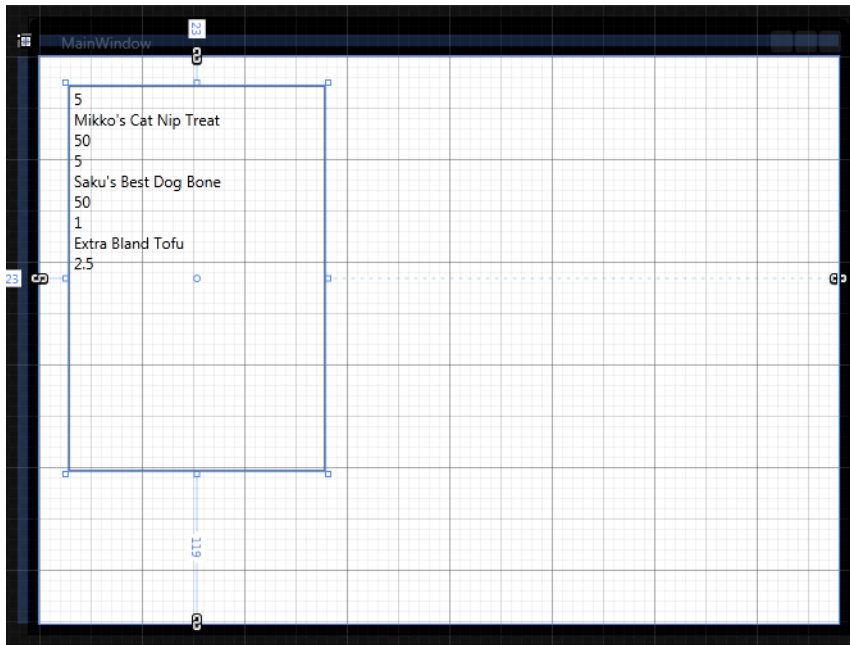 23
MainWindow
5
Mikko's Cat Nip Treat
50
5
Saku's Best Dog Bone
50
1
Extra Bland Tofu
2.5
23
119